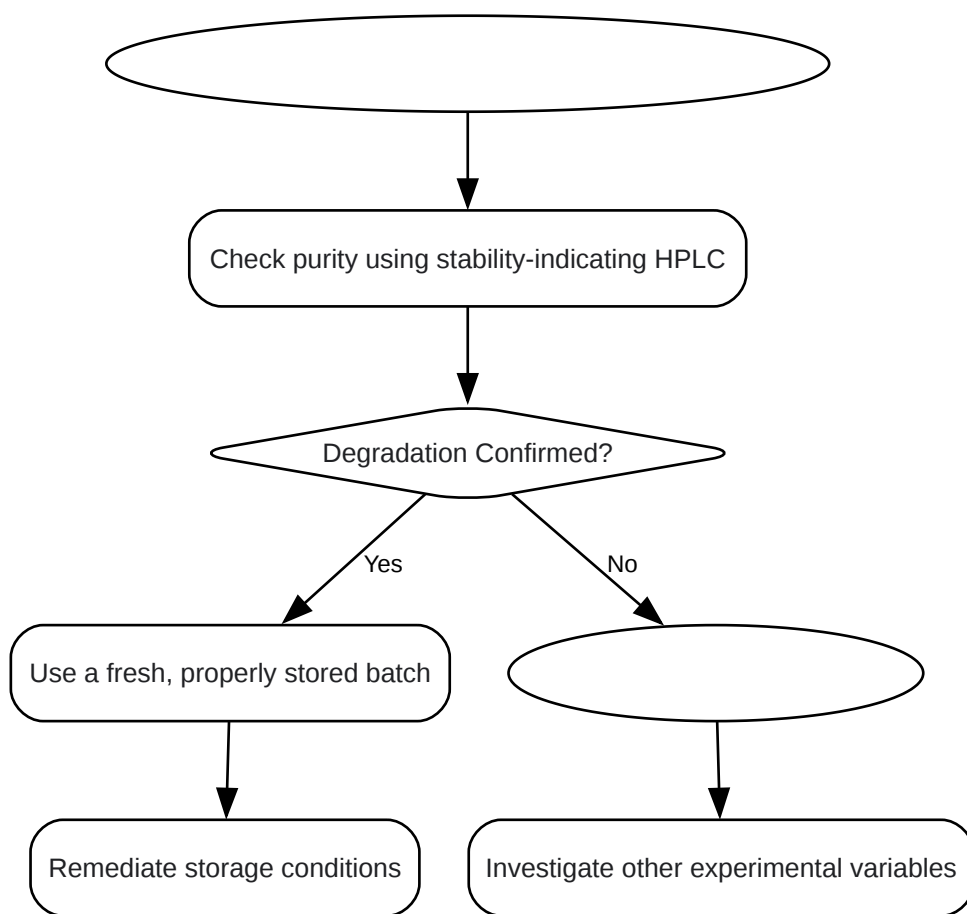 Check purity using stability-indicating HPLC
Degradation Confirmed?
Yes
No
Use a fresh, properly stored batch
Remediate storage conditions
Investigate other experimental variables